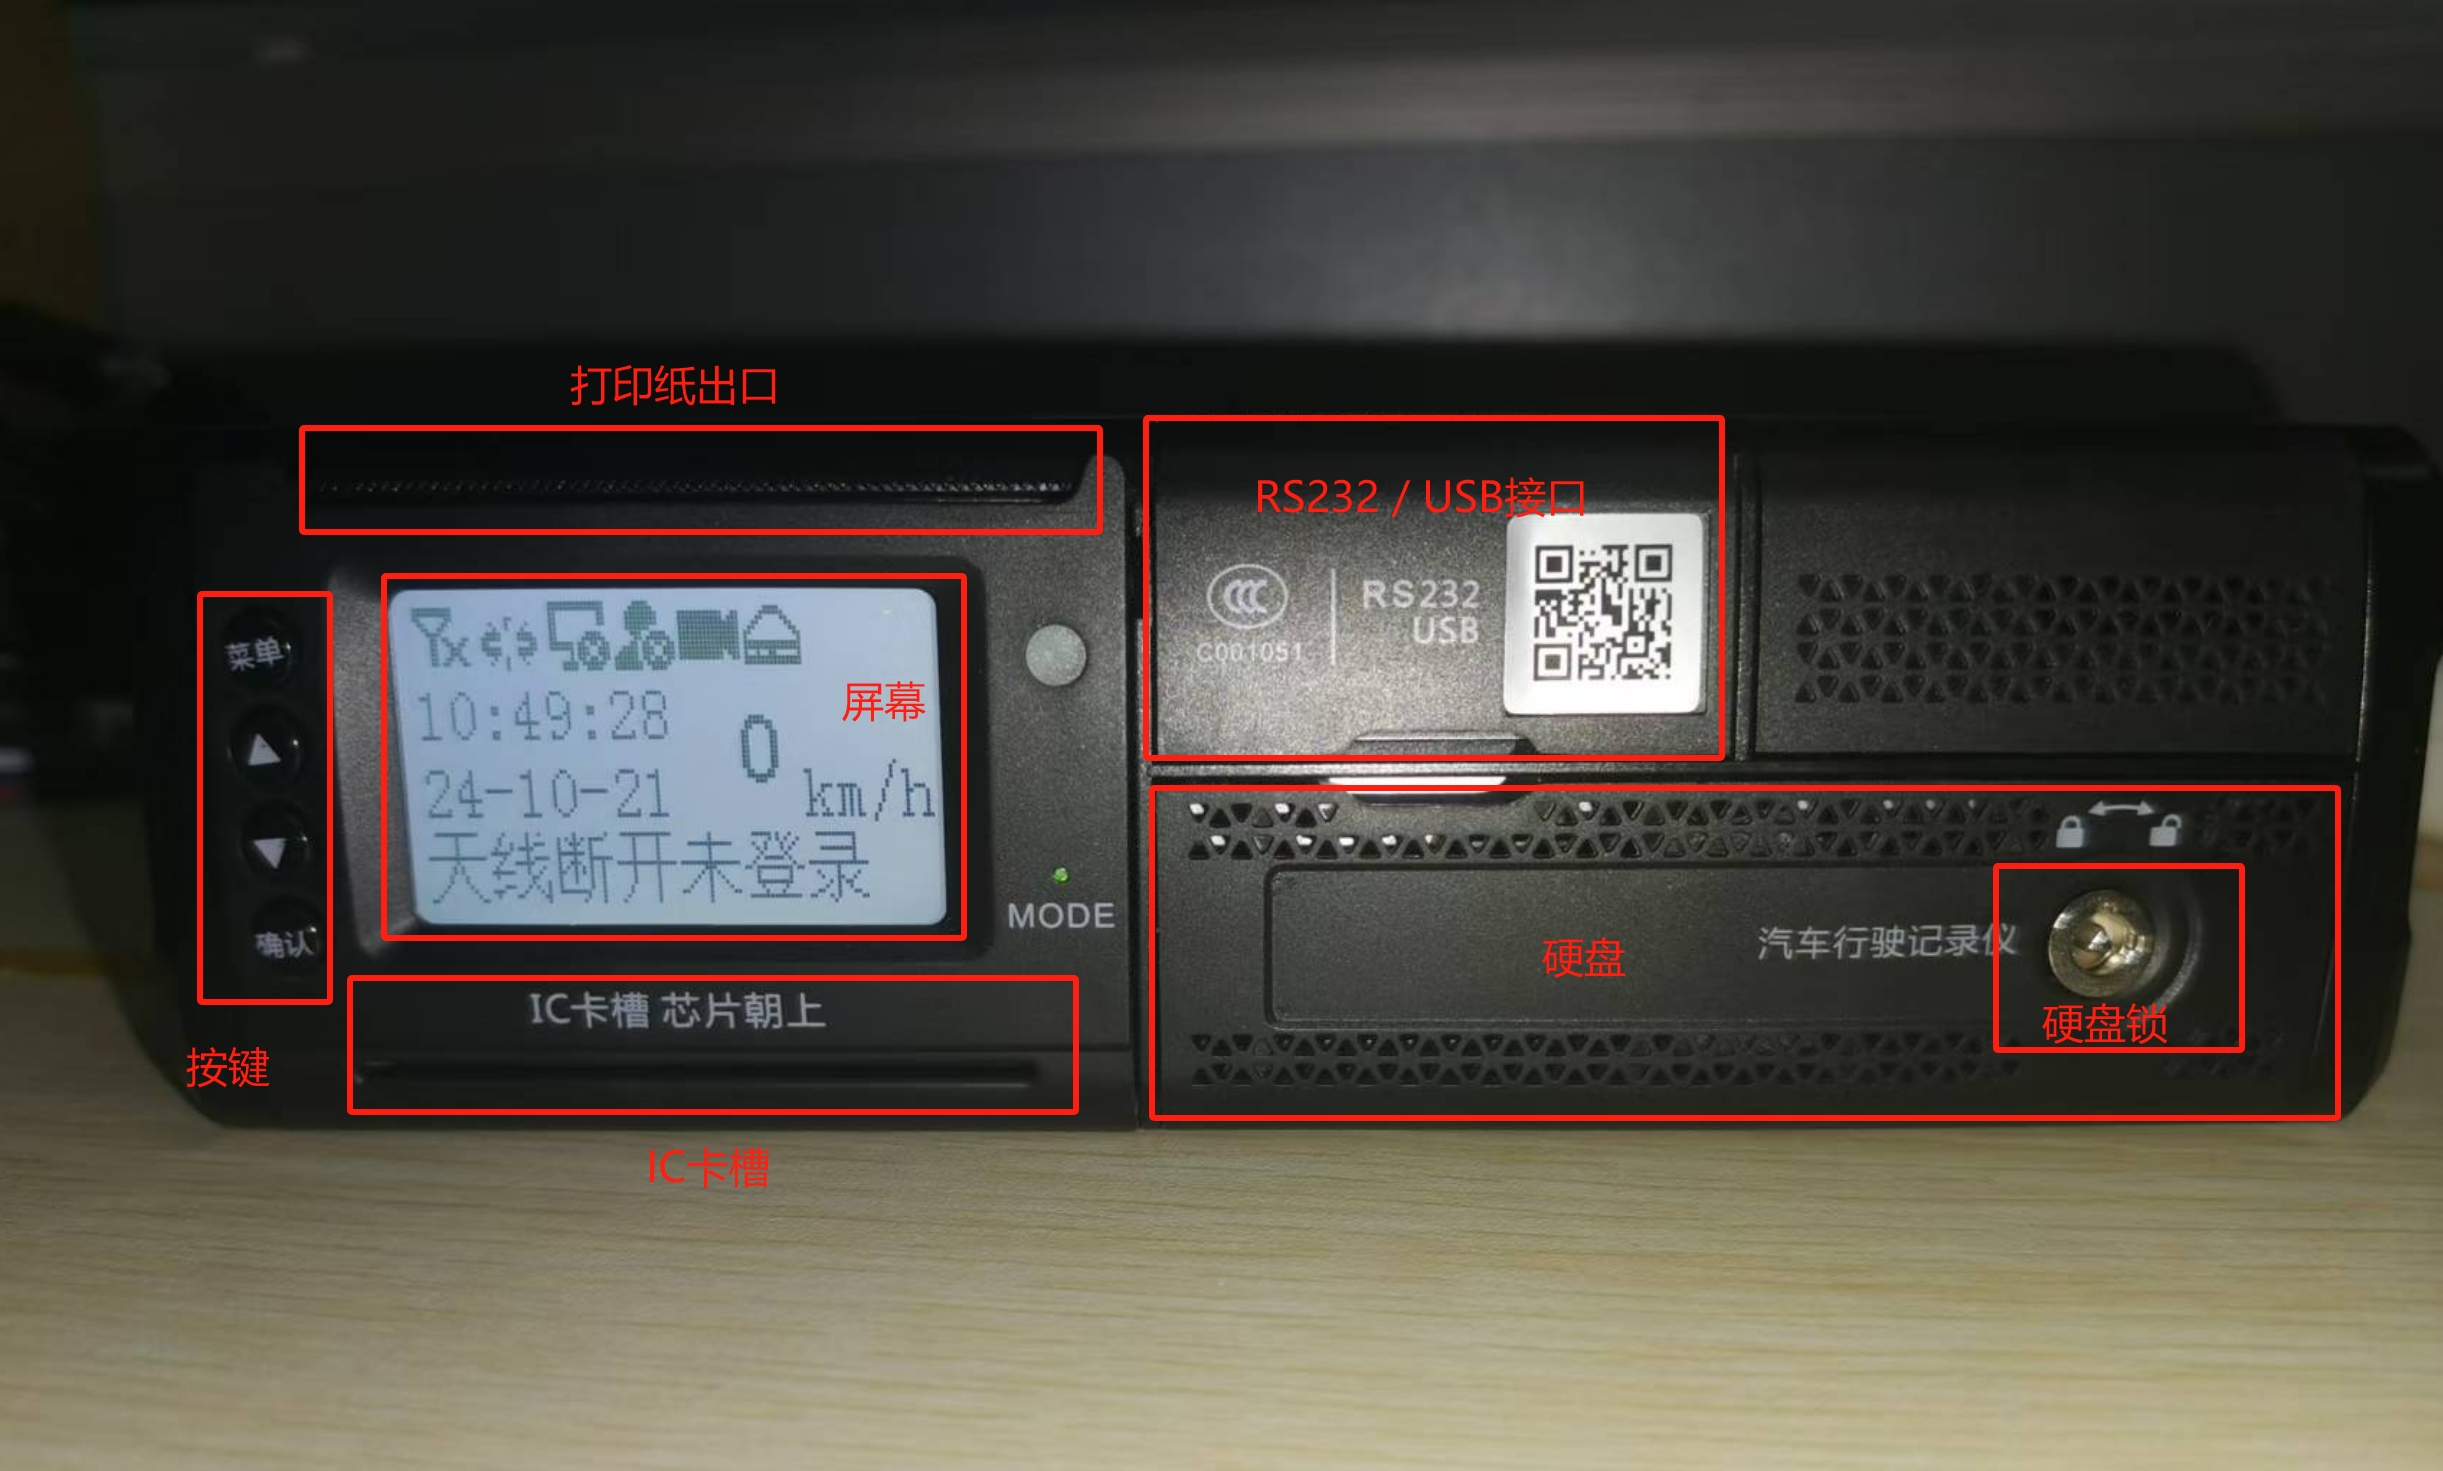 打印纸出口
RS232 / USB接口
RS232
USB
C001051
菜单
10:49:28
屏幕
0
24-10-21
km/h
天线断开未登录
MODE
确认
汽车行驶记录仪
硬盘
硬盘锁
IC卡槽 芯片朝上
按键
IC卡槽